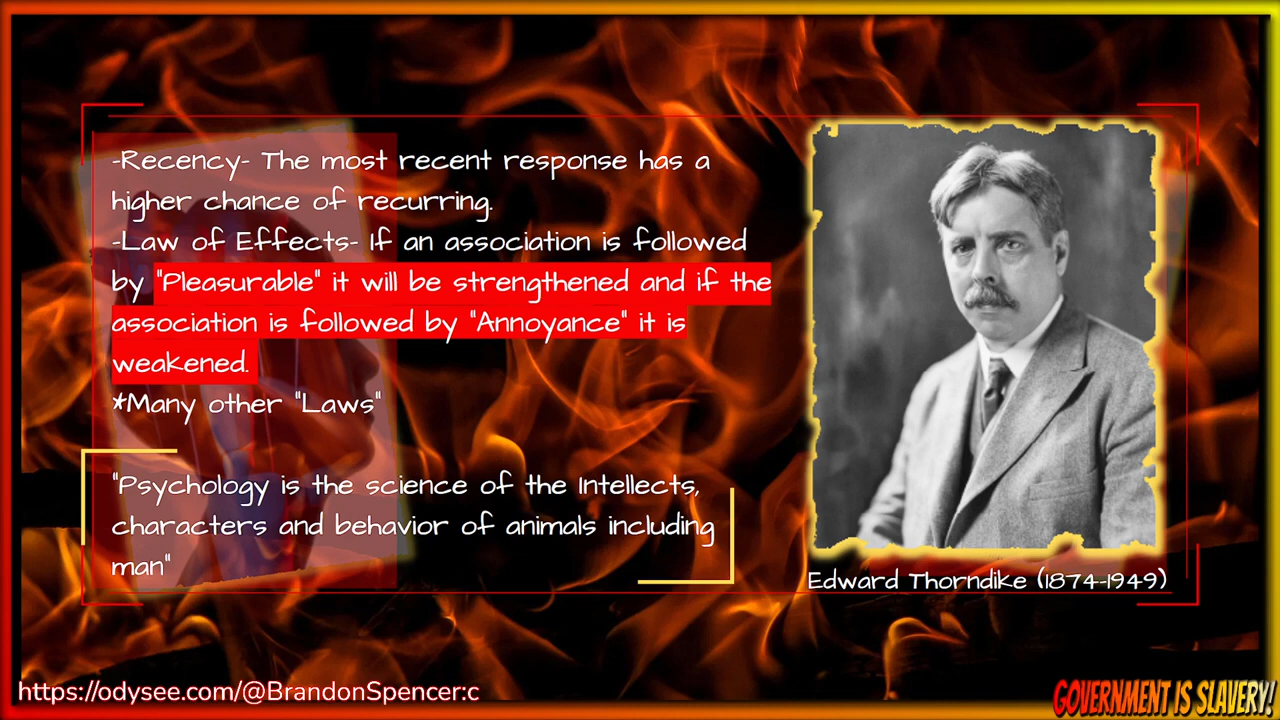 -Recency- The most recent response has a
higher chance of recurring.
-Law of Effects- If an association is followed
by "Pleasurable" it will be strengthened and if the
association is followed by "Annoyance" it is
weakened.
*Many other "Laws"
"Psychology is the science of the Intellects,
characters and behavior of animals including
man"
Edward Thorndike (1874-1949)
https://odysee.com/@BrandonSpencer:c
GOVERNMENT IS SLAVERY!